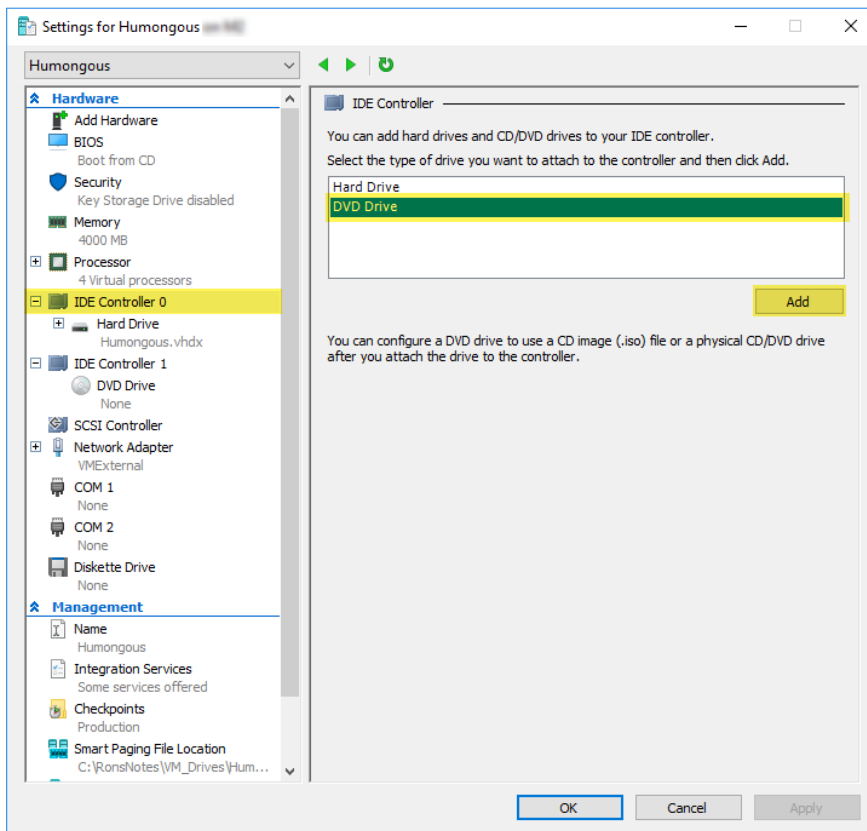 Settings for Humongous
Humongous
Hardware
Add Hardware
BIOS
Boot from CD
Security
Key Storage Drive disabled
Memory
4000 MB
Processor
4 Virtual processors
IDE Controller 0
Hard Drive
Humongous.vhdx
IDE Controller 1
DVD Drive
None
SCSI Controller
Network Adapter
VMExternal
COM 1
None
COM 2
None
Diskette Drive
None
Management
Name
Humongous
Integration Services
Some services offered
Checkpoints
Production
Smart Paging File Location
C:\RonsNotes\VM_Drives\Hum...
IDE Controller
You can add hard drives and CD/DVD drives to your IDE controller.
Select the type of drive you want to attach to the controller and then click Add.
Hard Drive
DVD Drive
Add
You can configure a DVD drive to use a CD image (.iso) file or a physical CD/DVD drive
after you attach the drive to the controller.
OK
Cancel
Apply